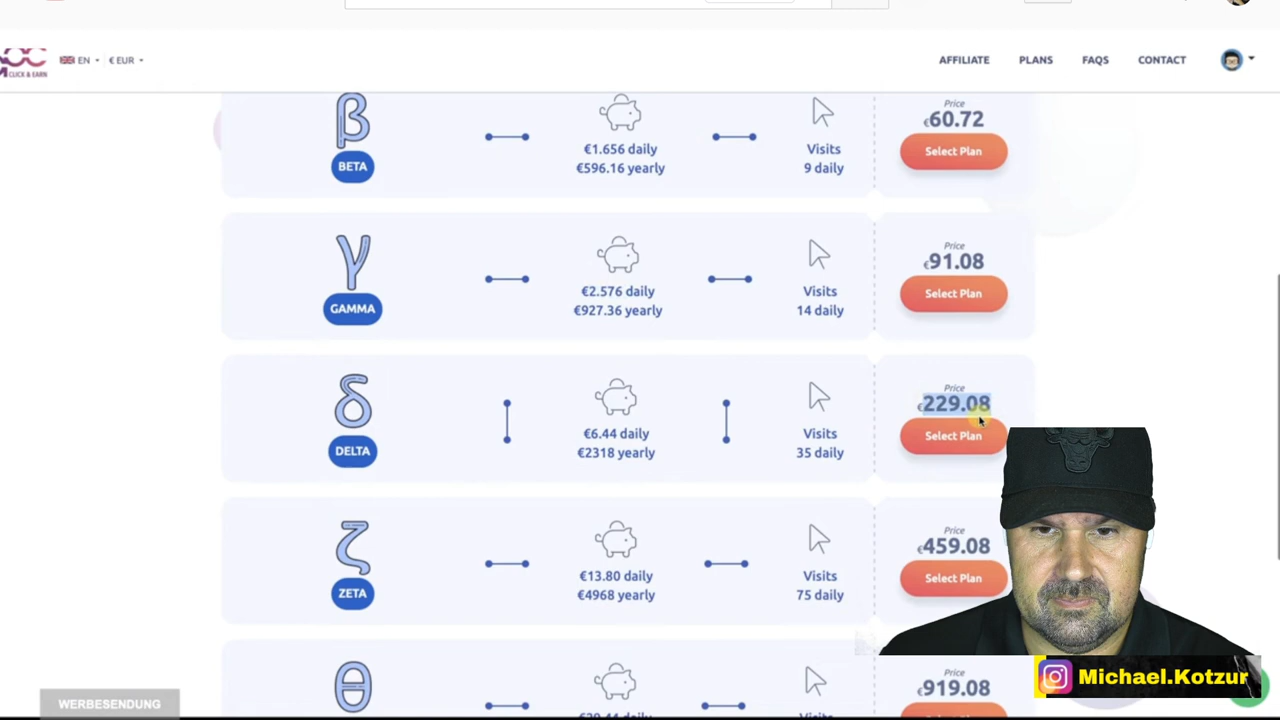 CLICK & EARN
EN
€ EUR
AFFILIATE
PLANS
FAQS
CONTACT
β
BETA
€1.656 daily
€596.16 yearly
Visits
9 daily
Price
€60.72
Select Plan
γ
GAMMA
€2.576 daily
€927.36 yearly
Visits
14 daily
Price
€91.08
Select Plan
δ
DELTA
€6.44 daily
€2318 yearly
Visits
35 daily
Price
€229.08
Select Plan
ζ
ZETA
€13.80 daily
€4968 yearly
Visits
75 daily
Price
€459.08
Select Plan
θ
€919.08
WERBESENDUNG
Michael.Kotzur